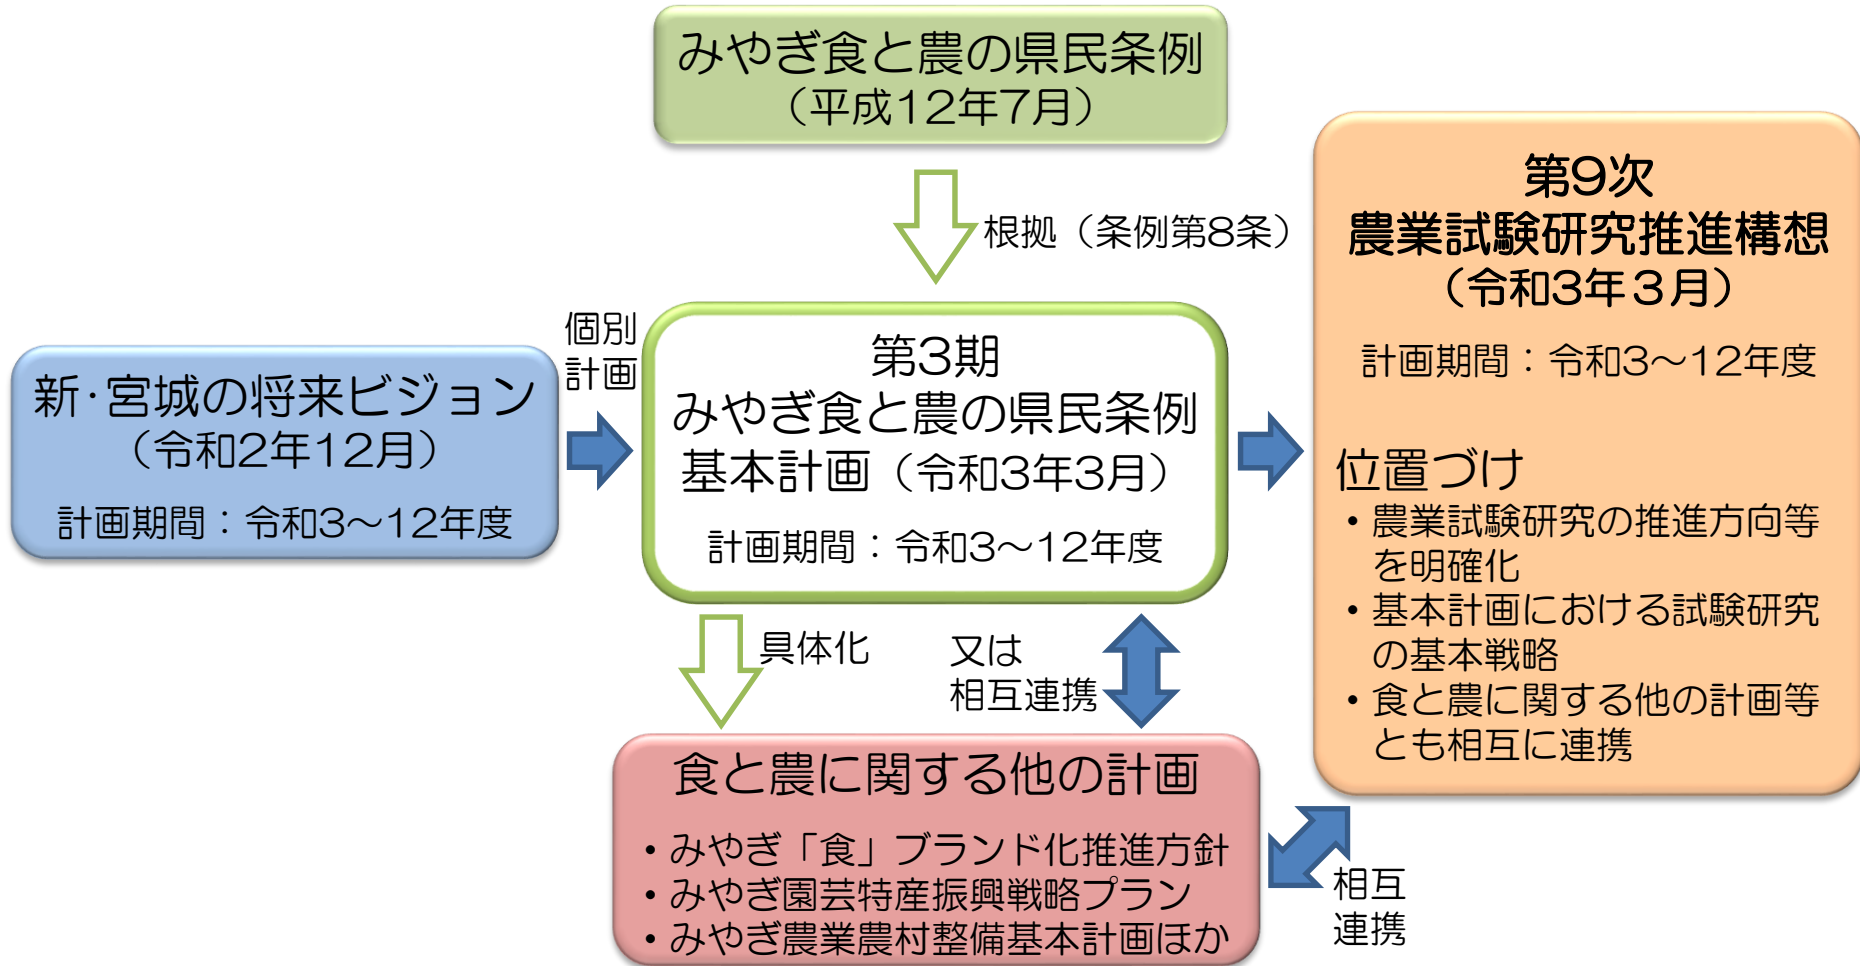 みやぎ食と農の県民条例
（平成12年7月）
根拠（条例第8条）
新・宮城の将来ビジョン
（令和2年12月）
計画期間：令和3～12年度
個別
計画
第3期
みやぎ食と農の県民条例
基本計画（令和3年3月）
計画期間：令和3～12年度
具体化
又は
相互連携
食と農に関する他の計画
・みやぎ「食」ブランド化推進方針
・みやぎ園芸特産振興戦略プラン
・みやぎ農業農村整備基本計画ほか
第9次
農業試験研究推進構想
（令和3年３月）
計画期間：令和3～12年度
位置づけ
・農業試験研究の推進方向等
を明確化
・基本計画における試験研究
の基本戦略
・食と農に関する他の計画等
とも相互に連携
相互
連携